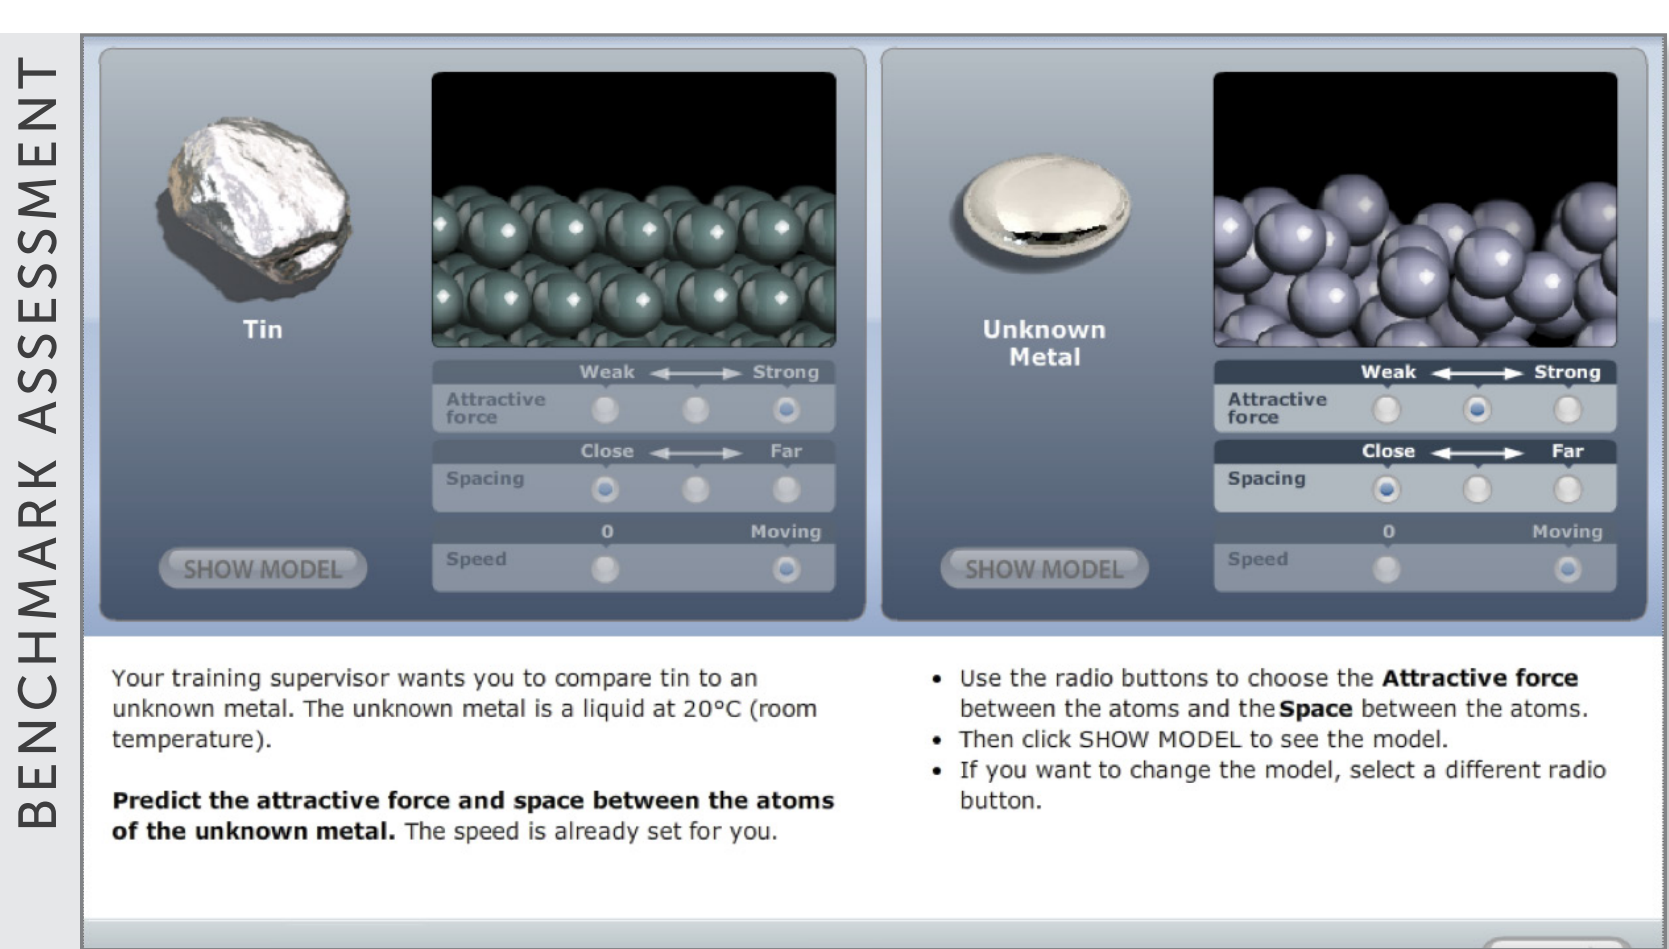 BENCHMARK ASSESSMENT
Tin
Weak Strong
Attractive
force
Close Far
Spacing
0 Moving
Speed
SHOW MODEL
Unknown
Metal
Weak Strong
Attractive
force
Close Far
Spacing
0 Moving
Speed
SHOW MODEL
Your training supervisor wants you to compare tin to an
unknown metal. The unknown metal is a liquid at 20°C (room
temperature).
Predict the attractive force and space between the atoms
of the unknown metal. The speed is already set for you.
• Use the radio buttons to choose the Attractive force
between the atoms and the Space between the atoms.
• Then click SHOW MODEL to see the model.
• If you want to change the model, select a different radio
button.